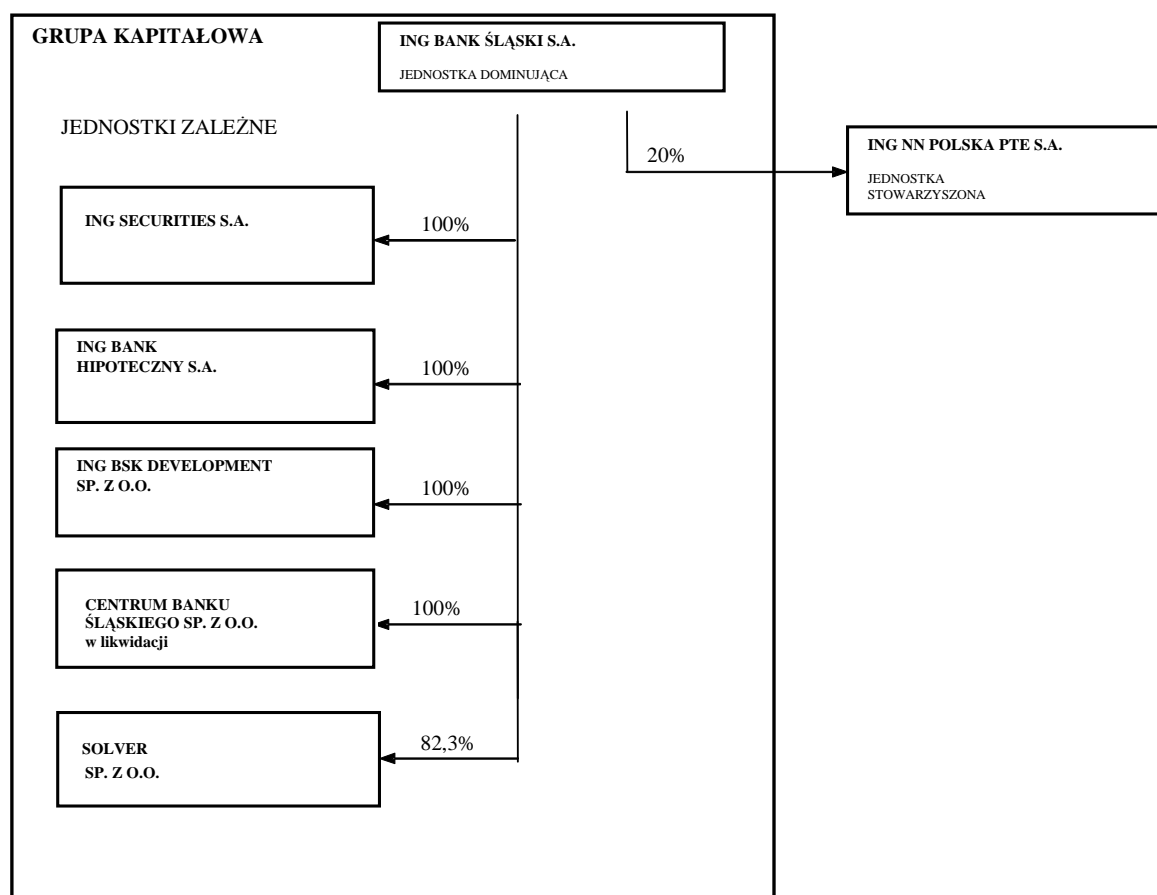 GRUPA KAPITAŁOWA
ING BANK ŚLĄSKI S.A.
JEDNOSTKA DOMINUJĄCA
JEDNOSTKI ZALEŻNE
20%
ING NN POLSKA PTE S.A.
JEDNOSTKA
STOWARZYSZONA
ING SECURITIES S.A.
100%
ING BANK
HIPOTECZNY S.A.
100%
ING BSK DEVELOPMENT
SP. Z O.O.
100%
CENTRUM BANKU
ŚLĄSKIEGO SP. Z O.O.
w likwidacji
100%
SOLVER
SP. Z O.O.
82,3%